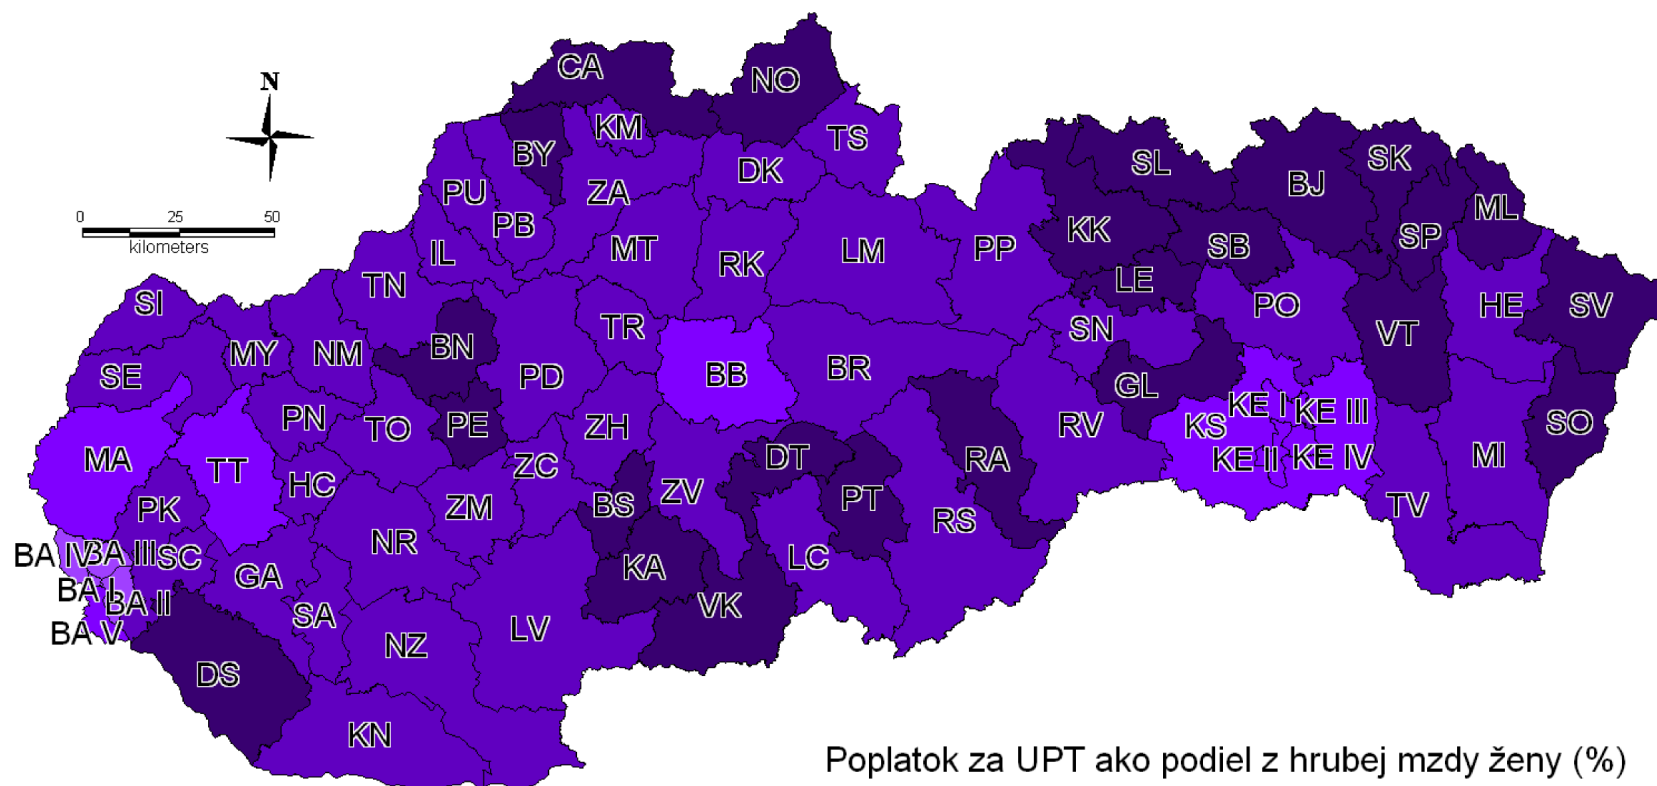 CA
NO
N
KM
TS
BY
DK
SL
SK
BJ
PU
ZA
ML
PB
KK
SP
SB
0 25 50
kilometers
IL
MT
RK
LM
PP
LE
TN
SI
PO
HE
SV
TR
SN
VT
MY
NM
BN
SE
PD
BB
BR
GL
PN
TO
PE
ZH
RV
KE I
KE III
KS
SO
MA
TT
ZC
DT
RA
KE II
KE IV
MI
HC
ZV
PK
ZM
BS
PT
RS
TV
BA IV
BA III
SC
NR
GA
KA
LC
BA I
BA II
SA
VK
BA V
NZ
LV
DS
KN
Poplatok za UPT ako podiel z hrubej mzdy ženy (%)